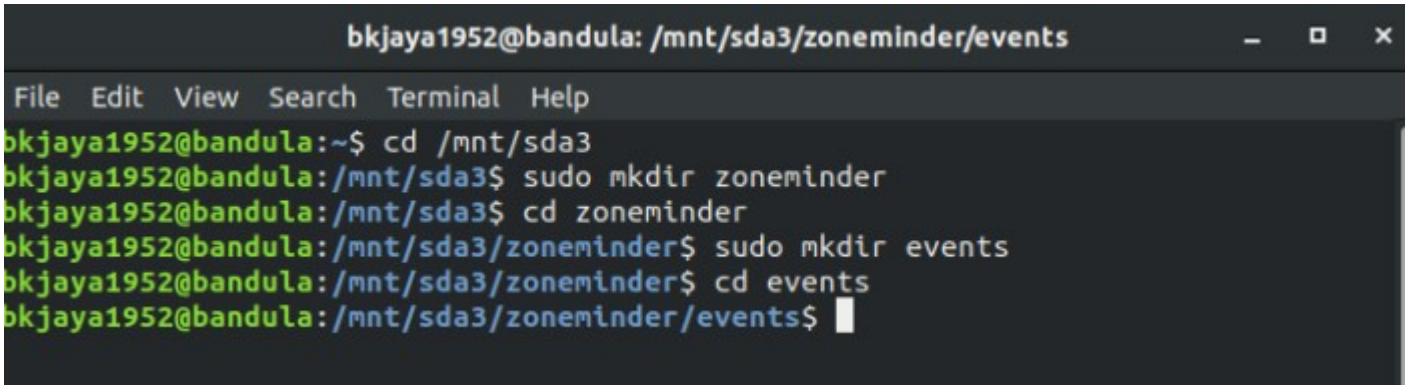 bkjaya1952@bandula: /mnt/sda3/zoneminder/events
File Edit View Search Terminal Help
bkjaya1952@bandula:~$ cd /mnt/sda3
bkjaya1952@bandula:/mnt/sda3$ sudo mkdir zoneminder
bkjaya1952@bandula:/mnt/sda3$ cd zoneminder
bkjaya1952@bandula:/mnt/sda3/zoneminder$ sudo mkdir events
bkjaya1952@bandula:/mnt/sda3/zoneminder$ cd events
bkjaya1952@bandula:/mnt/sda3/zoneminder/events$